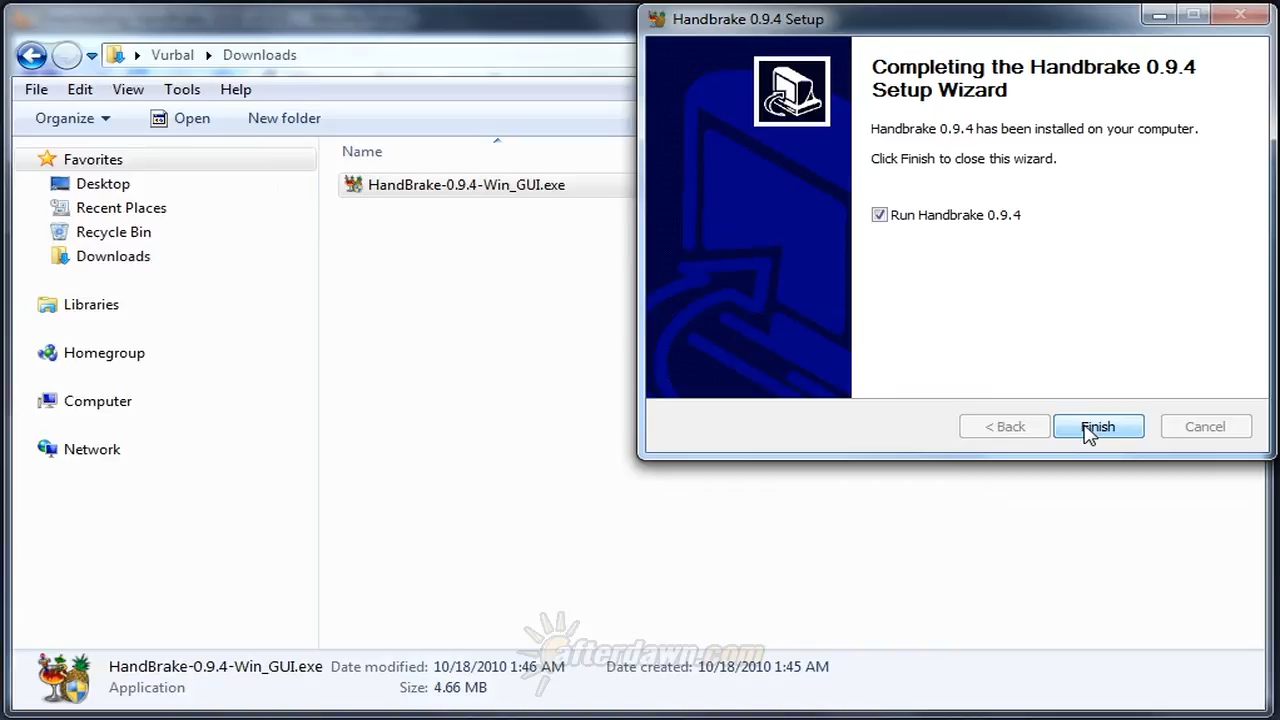 Handbrake 0.9.4 Setup
Vurbal
Downloads
File Edit View Tools Help
Organize Open New folder
Favorites
Desktop
Recent Places
Recycle Bin
Downloads
Libraries
Homegroup
Computer
Network
Name
HandBrake-0.9.4-Win_GUI.exe
Completing the Handbrake 0.9.4
Setup Wizard
Handbrake 0.9.4 has been installed on your computer.
Click Finish to close this wizard.
Run Handbrake 0.9.4
< Back Finish Cancel
afterdawn.com
HandBrake-0.9.4-Win_GUI.exe Date modified: 10/18/2010 1:46 AM Date created: 10/18/2010 1:45 AM
Application Size: 4.66 MB